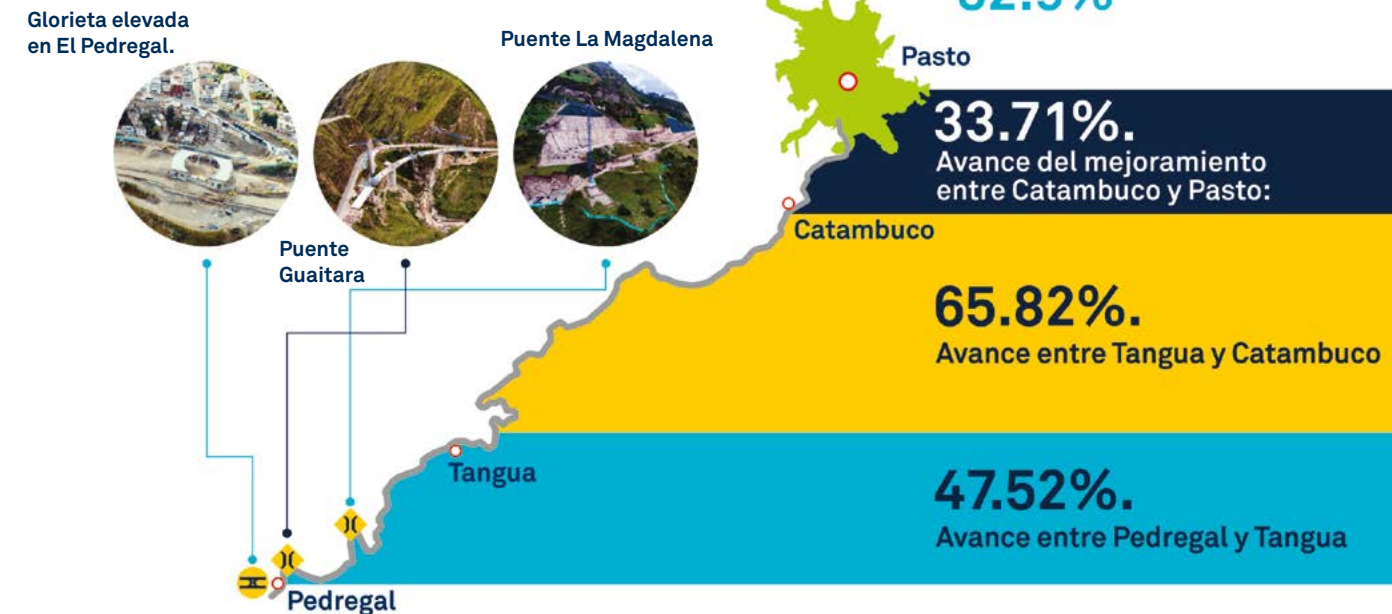 Glorieta elevada
en El Pedregal.
Puente La Magdalena
Puente
Guaitara
Pasto
33.71%.
Avance del mejoramiento
entre Catambuco y Pasto:
Catambuco
65.82%.
Avance entre Tangua y Catambuco
Tangua
47.52%.
Avance entre Pedregal y Tangua
Pedregal